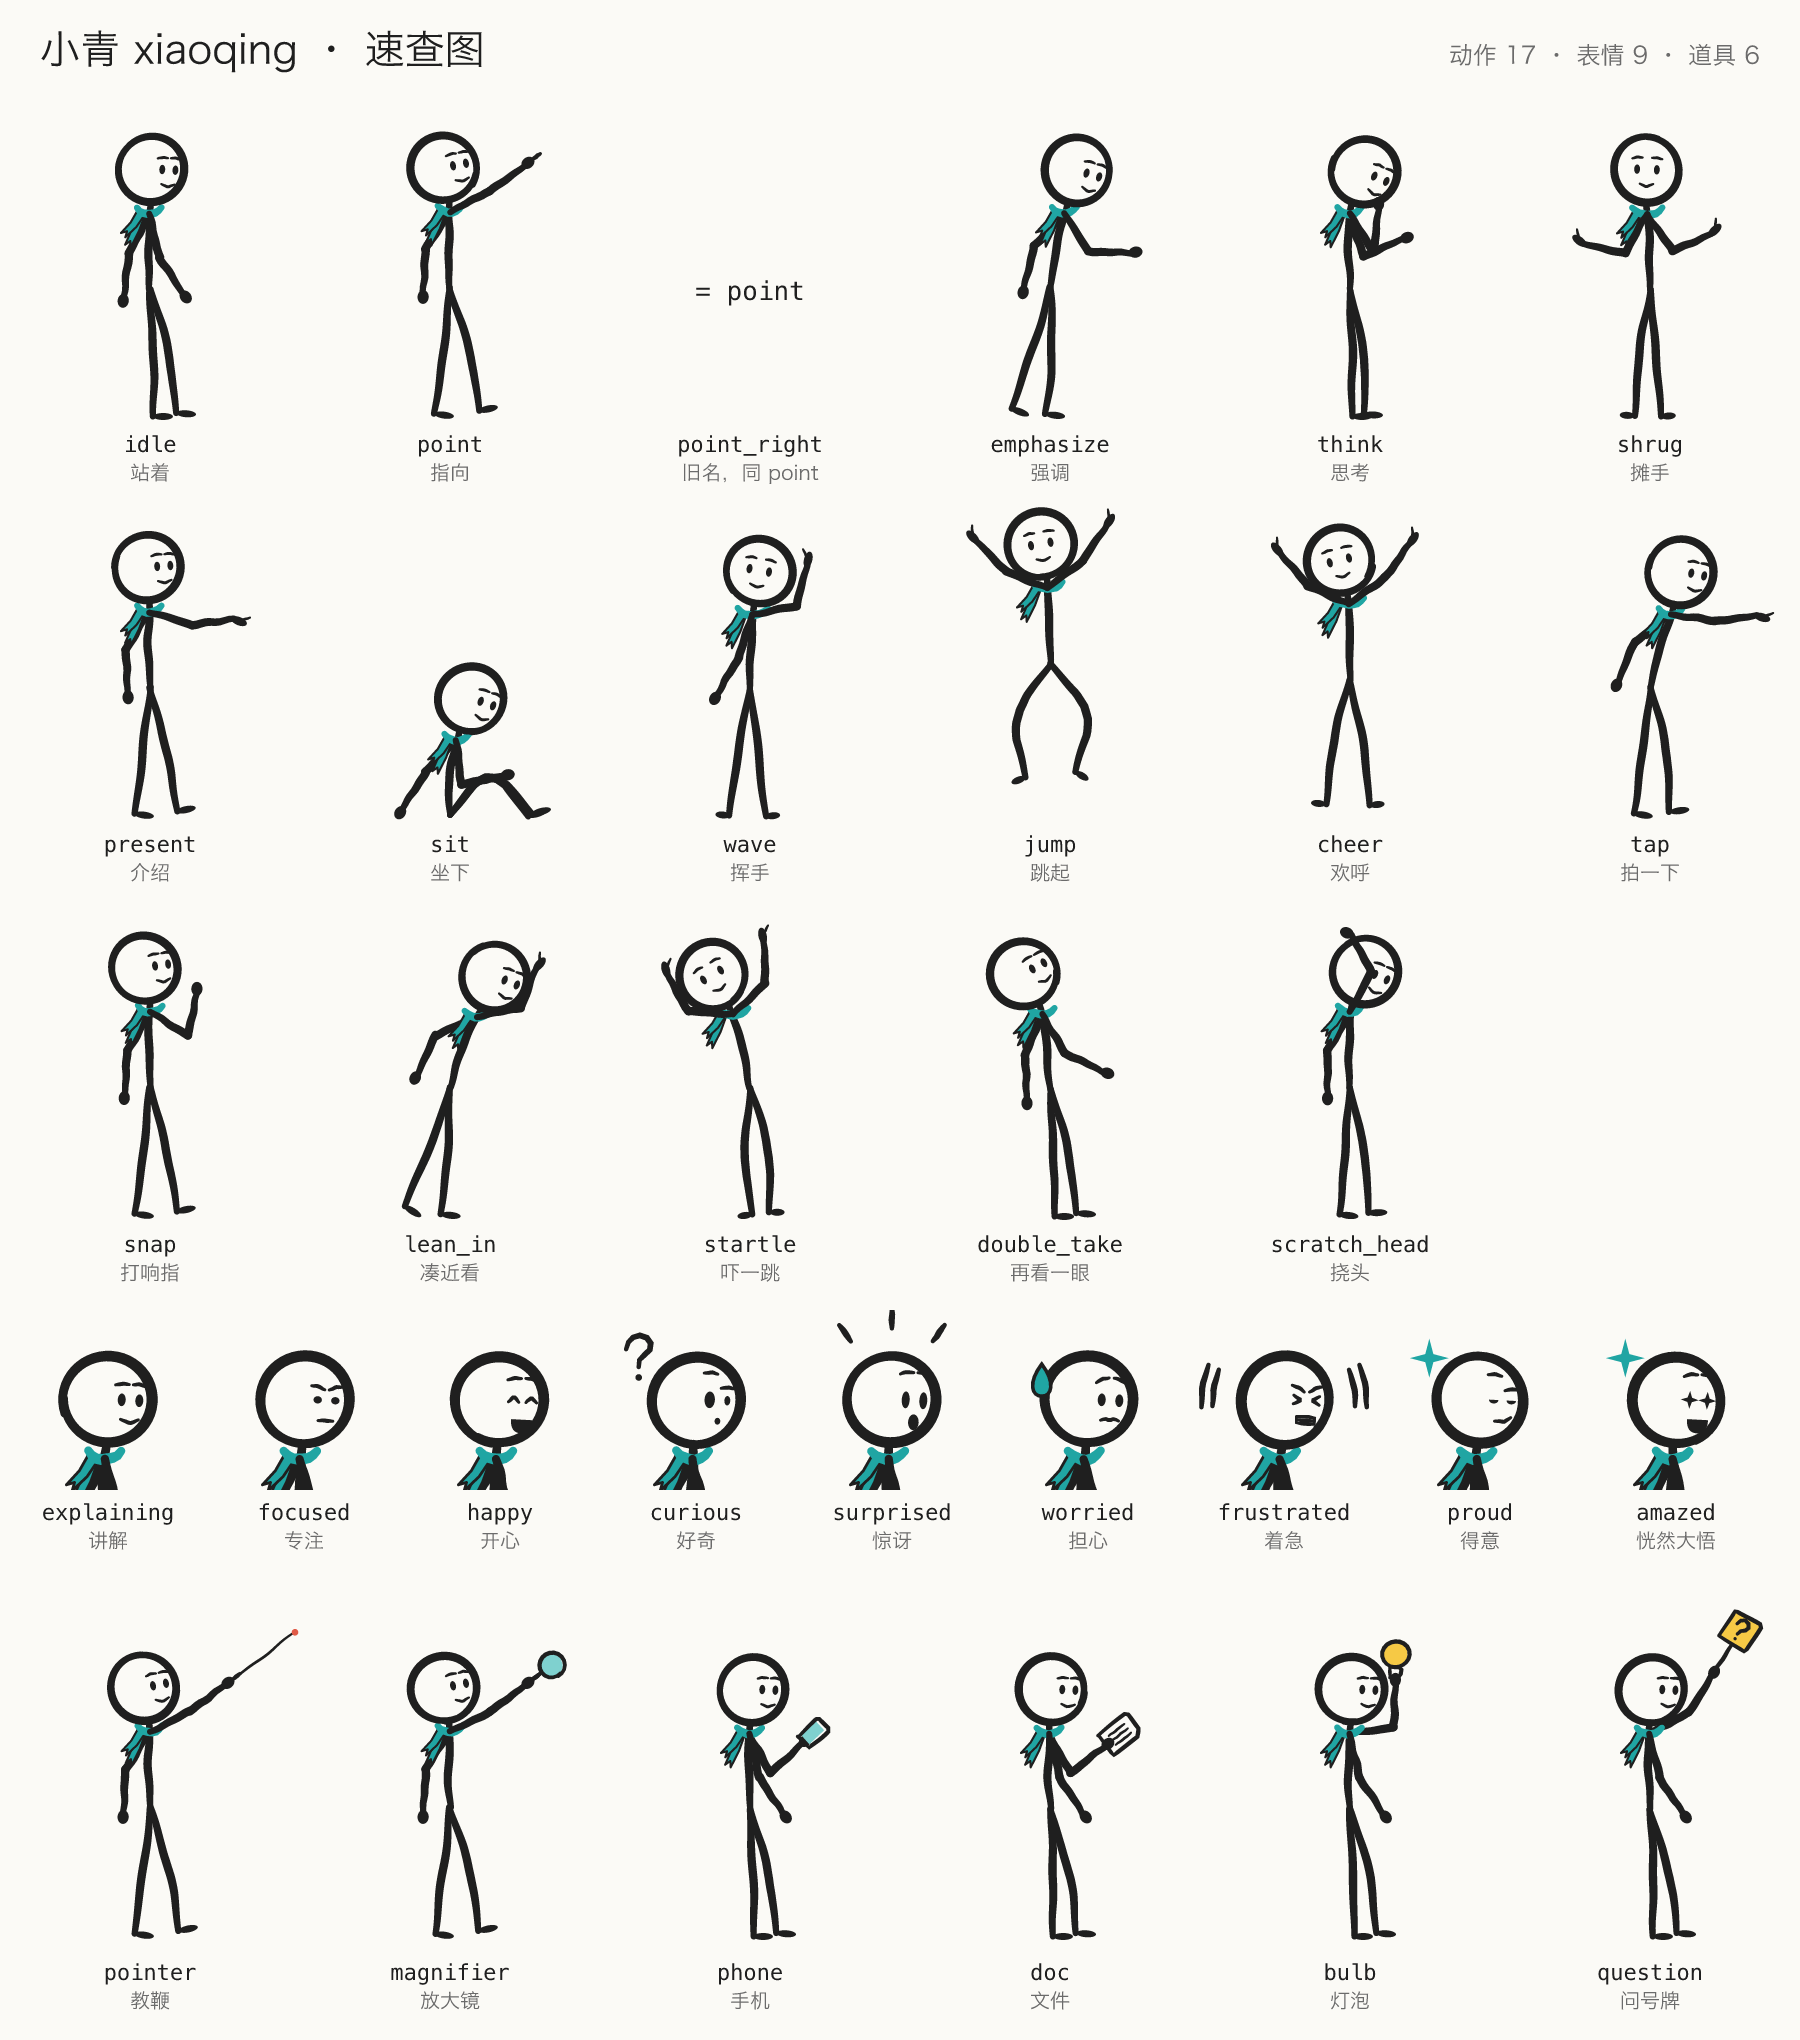 小青 xiaoqing · 速查图
动作 17 · 表情 9 · 道具 6
= point
idle
站着
point
指向
point_right
旧名，同 point
emphasize
强调
think
思考
shrug
摊手
present
介绍
sit
坐下
wave
挥手
jump
跳起
cheer
欢呼
tap
拍一下
snap
打响指
lean_in
凑近看
startle
吓一跳
double_take
再看一眼
scratch_head
挠头
?
explaining
讲解
focused
专注
happy
开心
curious
好奇
surprised
惊讶
worried
担心
frustrated
着急
proud
得意
amazed
恍然大悟
?
pointer
教鞭
magnifier
放大镜
phone
手机
doc
文件
bulb
灯泡
question
问号牌